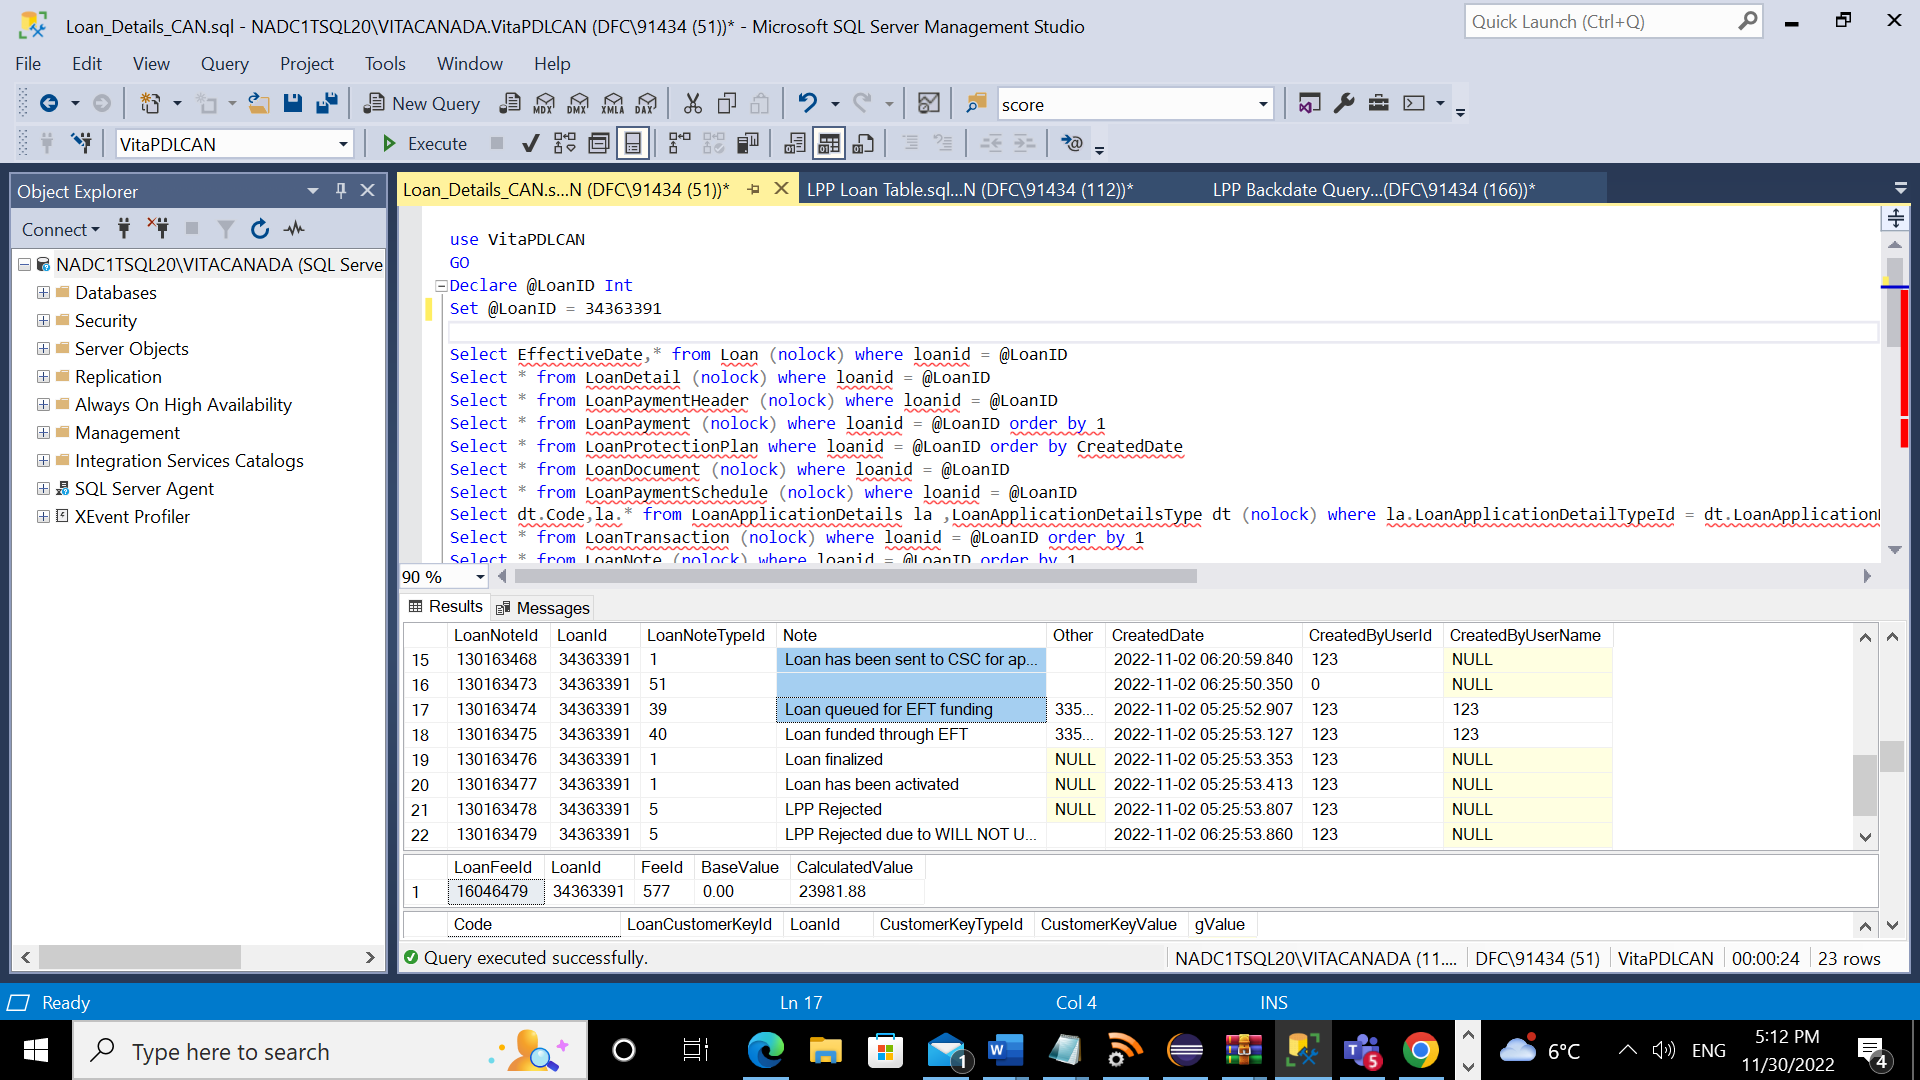 Loan_Details_CAN.sql - NADC1TSQL20\VITACANADA.VitaPDLCAN (DFC\91434 (51))* - Microsoft SQL Server Management Studio
Quick Launch (Ctrl+Q)
File Edit View Query Project Tools Window Help
New Query MDX DMX XMLA DAX score
VitaPDLCAN Execute
Object Explorer
Loan_Details_CAN.s...N (DFC\91434 (51))* LPP Loan Table.sql...N (DFC\91434 (112))* LPP Backdate Query...(DFC\91434 (166))*
Connect
NADC1TSQL20\VITACANADA (SQL Serve
Databases
Security
Server Objects
Replication
Always On High Availability
Management
Integration Services Catalogs
SQL Server Agent
XEvent Profiler
use VitaPDLCAN
GO
Declare @LoanID Int
Set @LoanID = 34363391
Select EffectiveDate,* from Loan (nolock) where loanid = @LoanID
Select * from LoanDetail (nolock) where loanid = @LoanID
Select * from LoanPaymentHeader (nolock) where loanid = @LoanID
Select * from LoanPayment (nolock) where loanid = @LoanID order by 1
Select * from LoanProtectionPlan where loanid = @LoanID order by CreatedDate
Select * from LoanDocument (nolock) where loanid = @LoanID
Select * from LoanPaymentSchedule (nolock) where loanid = @LoanID
Select dt.Code,la.* from LoanApplicationDetails la ,LoanApplicationDetailsType dt (nolock) where la.LoanApplicationDetailTypeId = dt.LoanApplication
Select * from LoanTransaction (nolock) where loanid = @LoanID order by 1
Select * from LoanNote (nolock) where loanid = @LoanID order by 1
90 %
Results Messages
LoanNoteId LoanId LoanNoteTypeId Note Other CreatedDate CreatedByUserId CreatedByUserName
15 130163468 34363391 1 Loan has been sent to CSC for ap... 2022-11-02 06:20:59.840 123 NULL
16 130163473 34363391 51 2022-11-02 06:25:50.350 0 NULL
17 130163474 34363391 39 Loan queued for EFT funding 335... 2022-11-02 06:25:52.907 123 123
18 130163475 34363391 40 Loan funded through EFT 335... 2022-11-02 06:25:53.127 123 123
19 130163476 34363391 1 Loan finalized NULL 2022-11-02 05:25:53.353 123 NULL
20 130163477 34363391 1 Loan has been activated NULL 2022-11-02 05:25:53.413 123 NULL
21 130163478 34363391 5 LPP Rejected NULL 2022-11-02 05:25:53.807 123 NULL
22 130163479 34363391 5 LPP Rejected due to WILL NOT U... 2022-11-02 06:25:53.860 123 NULL
LoanFeeId LoanId FeeId BaseValue CalculatedValue
1 16046479 34363391 577 0.00 23981.88
Code LoanCustomerKeyId LoanId CustomerKeyTypeId CustomerKeyValue gValue
Query executed successfully. NADC1TSQL20\VITACANADA (11.... DFC\91434 (51) VitaPDLCAN 00:00:24 23 rows
Ready Ln 17 Col 4 INS
Type here to search 1 5 6°C ENG 5:12 PM 4
11/30/2022